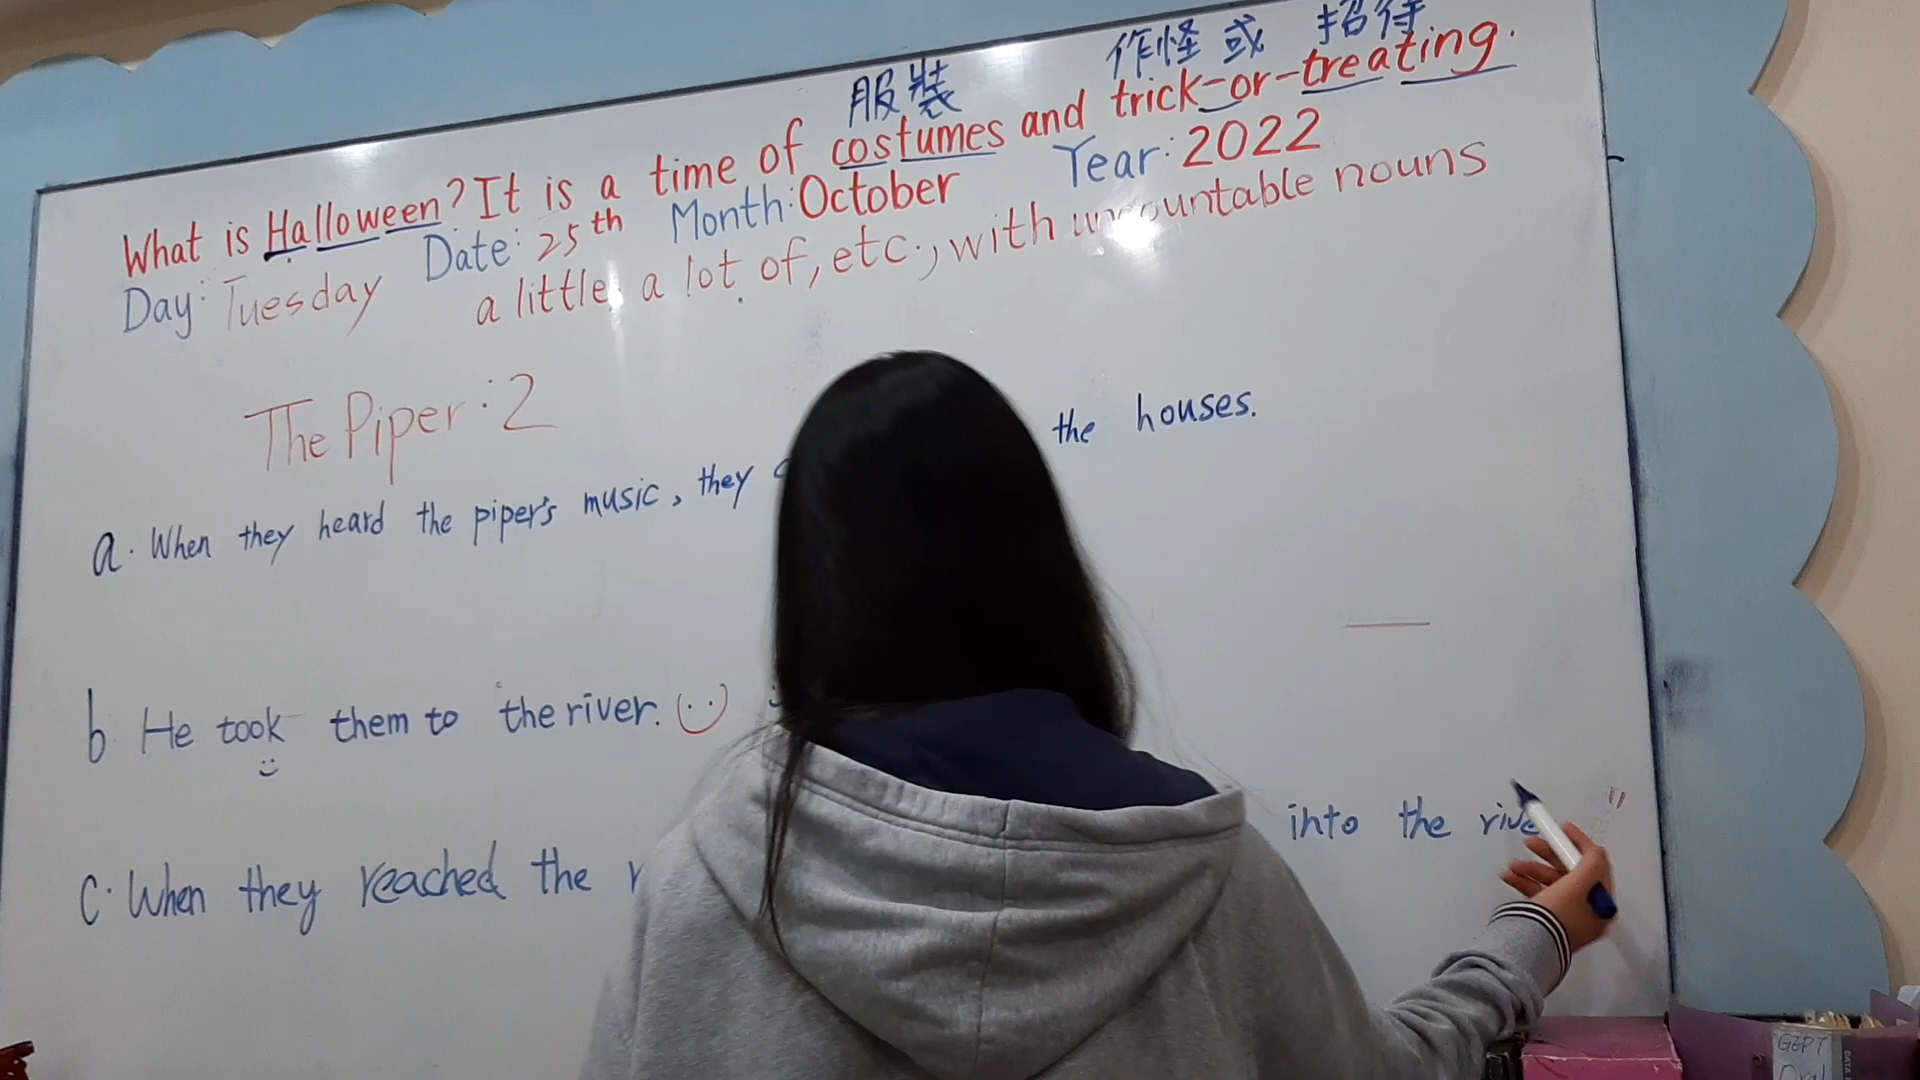 服裝 作怪或 招待
What is Halloween? It is a time of costumes and trick-or-treating.
Day: Tuesday Date: 25th Month: October Year: 2022
a little, a lot of, etc., with uncountable nouns
The Piper: 2
a. When they heard the piper's music, they the houses.
b He took them to the river.
c. When they reached the into the river
GEPT
Oral